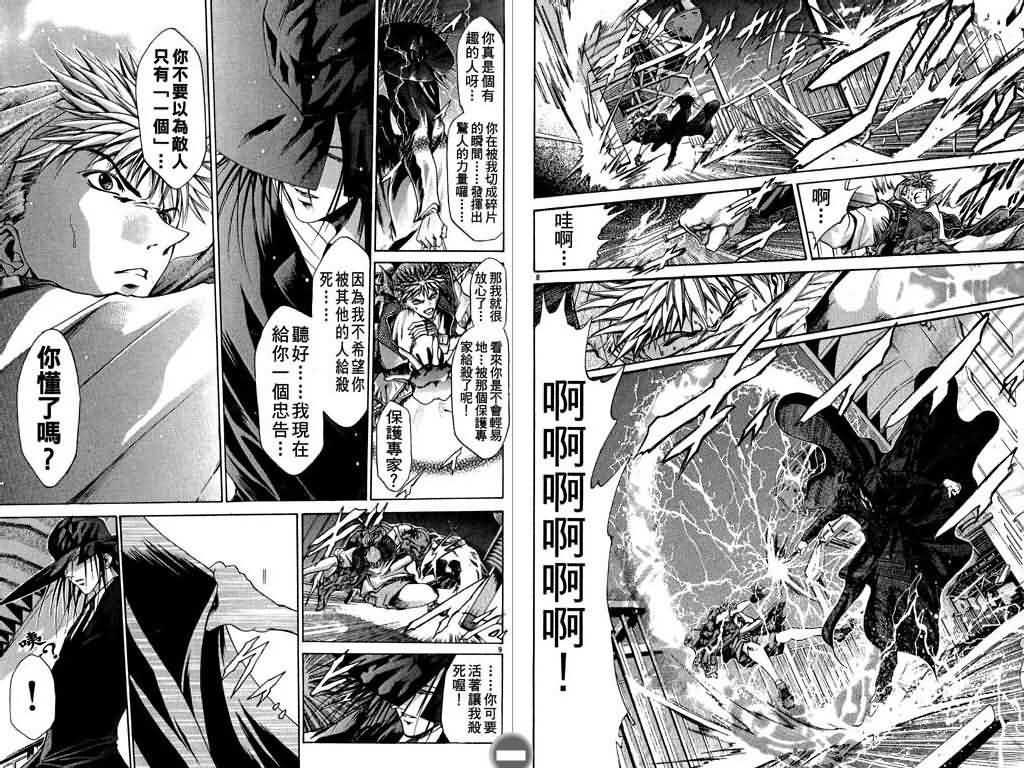 啊…
哇啊…
8
啊啊啊啊啊啊！
你真是個有
趣的人呀…
你在被我切成碎片
的瞬間……發揮出
驚人的力量囉……
那我就很
放心了…
看來你是不會輕易
地…被那個保護專
家給殺了呢！
保護專家？
因為我不希望你
被其他的人給殺
死……
聽好……我現在
給你一個忠告…
你不要以為敵人
只有「一個」…
你懂了嗎？
9
……你可要
活著讓我殺
死喔！
咦
！